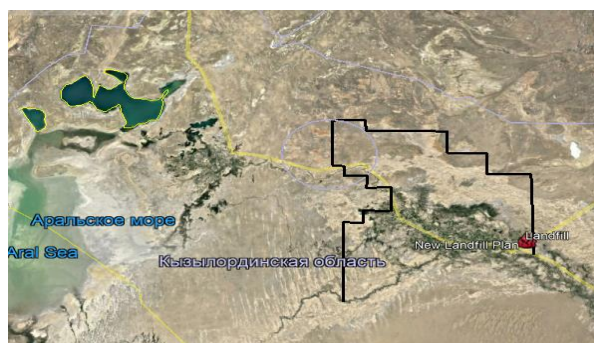 Аральское море
Aral Sea
Кызылординская область
Landfill
New Landfill Plan